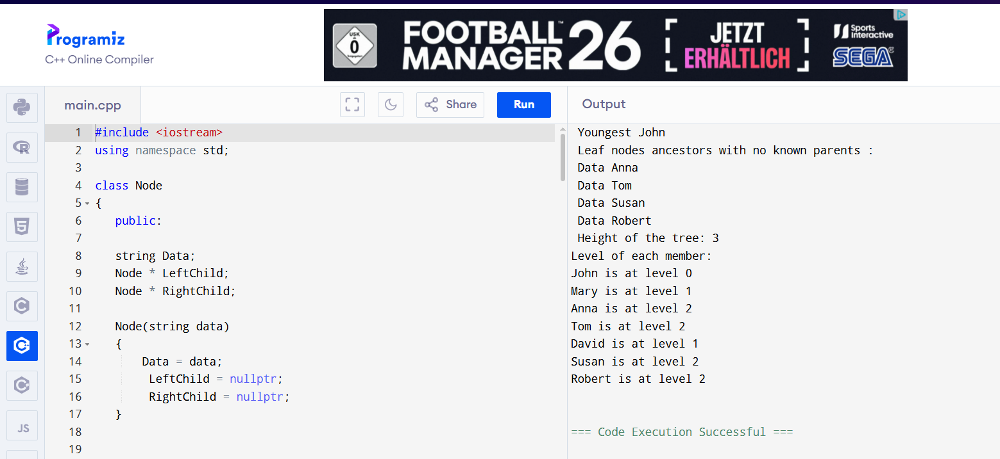 Programiz
C++ Online Compiler
USK
0
FOOTBALL™
MANAGER 26
JETZT
ERHÄLTLICH
Sports
Interactive
SEGA®
main.cpp
Share
Run
Output
JS
1 #include <iostream>
2 using namespace std;
3
4 class Node
5 {
6 public:
7
8 string Data;
9 Node * LeftChild;
10 Node * RightChild;
11
12 Node(string data)
13 {
14 Data = data;
15 LeftChild = nullptr;
16 RightChild = nullptr;
17 }
18
19
Youngest John
Leaf nodes ancestors with no known parents :
Data Anna
Data Tom
Data Susan
Data Robert
Height of the tree: 3
Level of each member:
John is at level 0
Mary is at level 1
Anna is at level 2
Tom is at level 2
David is at level 1
Susan is at level 2
Robert is at level 2
=== Code Execution Successful ===